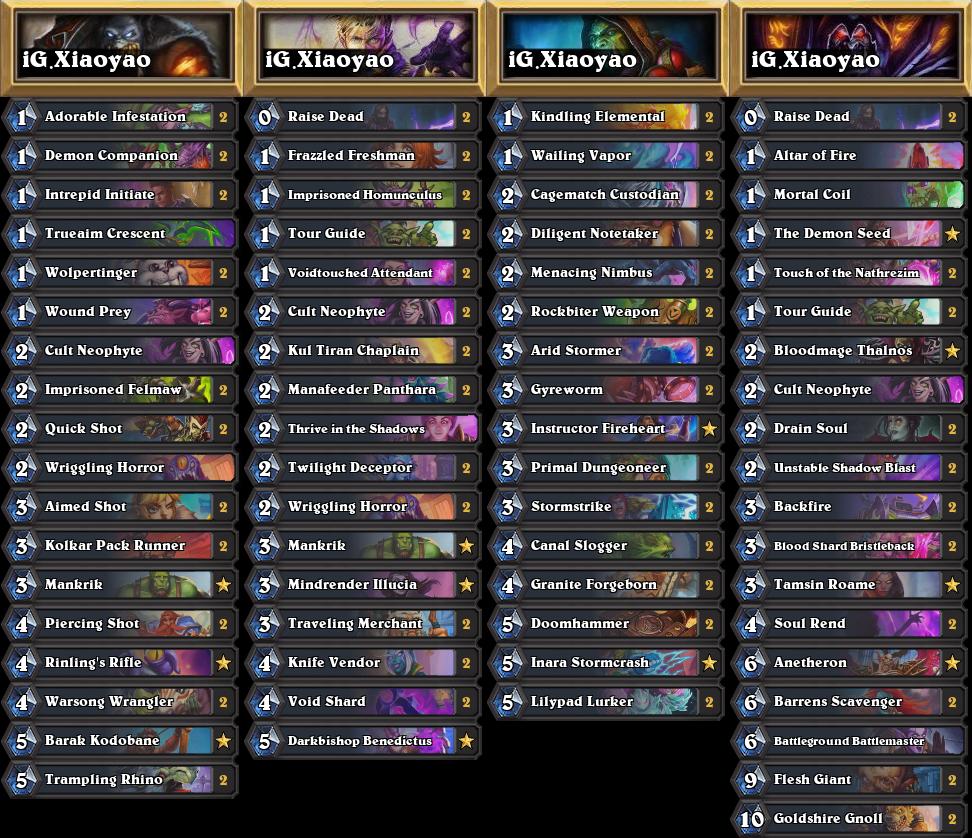 iG.Xiaoyao
1 Adorable Infestation 2
1 Demon Companion 2
1 Intrepid Initiate 2
1 Trueaim Crescent
1 Wolpertinger 2
1 Wound Prey 2
2 Cult Neophyte
2 Imprisoned Felmaw 2
2 Quick Shot 2
2 Wriggling Horror
3 Aimed Shot 2
3 Kolkar Pack Runner 2
3 Mankrik
4 Piercing Shot 2
4 Rinling's Rifle
4 Warsong Wrangler 2
5 Barak Kodobane
5 Trampling Rhino 2
iG.Xiaoyao
0 Raise Dead 2
1 Frazzled Freshman 2
1 Imprisoned Homunculus 2
1 Tour Guide 2
1 Voidtouched Attendant 2
2 Cult Neophyte 2
2 Kul Tiran Chaplain 2
2 Manafeeder Panthara 2
2 Thrive in the Shadows
2 Twilight Deceptor 2
2 Wriggling Horror 2
3 Mankrik
3 Mindrender Illucia
3 Traveling Merchant 2
4 Knife Vendor 2
4 Void Shard 2
5 Darkbishop Benedictus
iG.Xiaoyao
1 Kindling Elemental 2
1 Wailing Vapor 2
2 Cagematch Custodian 2
2 Diligent Notetaker 2
2 Menacing Nimbus 2
2 Rockbiter Weapon 2
3 Arid Stormer 2
3 Gyreworm 2
3 Instructor Fireheart
3 Primal Dungeoneer 2
3 Stormstrike 2
4 Canal Slogger 2
4 Granite Forgeborn 2
5 Doomhammer 2
5 Inara Stormcrash
5 Lilypad Lurker 2
iG.Xiaoyao
0 Raise Dead 2
1 Altar of Fire
1 Mortal Coil
1 The Demon Seed
1 Touch of the Nathrezim 2
1 Tour Guide 2
2 Bloodmage Thalnos
2 Cult Neophyte
2 Drain Soul 2
2 Unstable Shadow Blast 2
3 Backfire 2
3 Blood Shard Bristleback 2
3 Tamsin Roame
4 Soul Rend 2
6 Anetheron
6 Barrens Scavenger 2
6 Battleground Battlemaster
9 Flesh Giant 2
10 Goldshire Gnoll 2